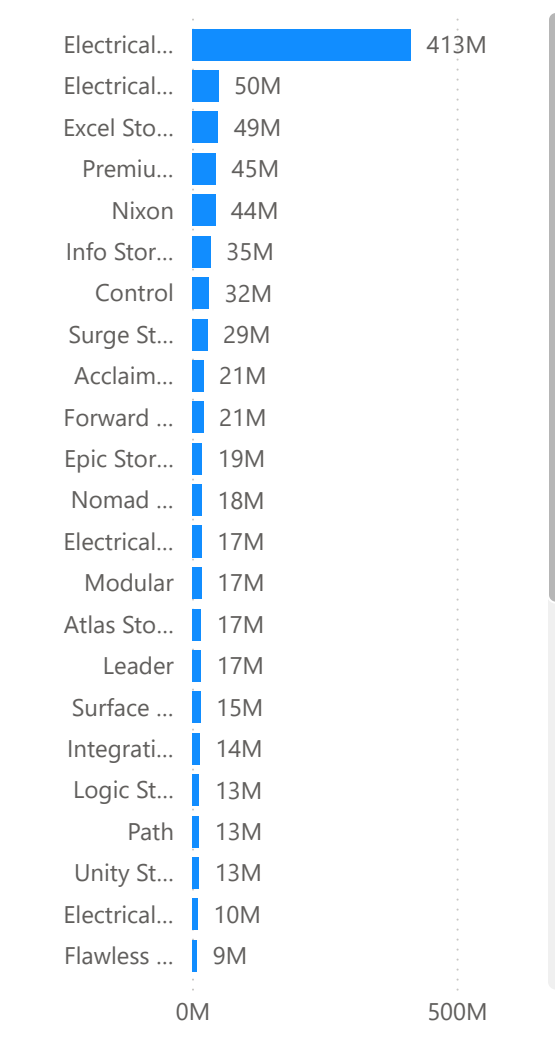 Electrical... 413M
Electrical... 50M
Excel Sto... 49M
Premiu... 45M
Nixon 44M
Info Stor... 35M
Control 32M
Surge St... 29M
Acclaim... 21M
Forward ... 21M
Epic Stor... 19M
Nomad ... 18M
Electrical... 17M
Modular 17M
Atlas Sto... 17M
Leader 17M
Surface ... 15M
Integrati... 14M
Logic St... 13M
Path 13M
Unity St... 13M
Electrical... 10M
Flawless ... 9M
0M 500M